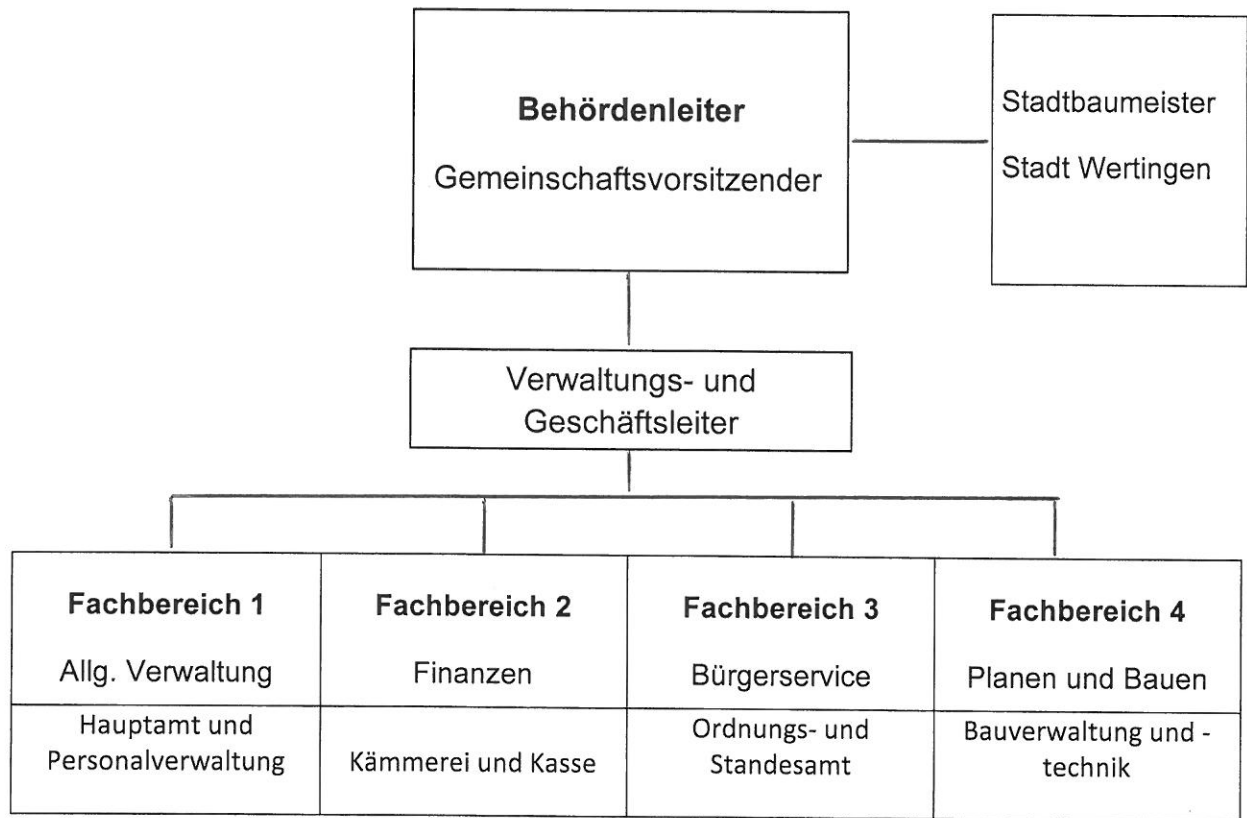 Behördenleiter
Gemeinschaftsvorsitzender
Stadtbaumeister
Stadt Wertingen
Verwaltungs- und
Geschäftsleiter
Fachbereich 1
Allg. Verwaltung
Hauptamt und
Personalverwaltung
Fachbereich 2
Finanzen
Kämmerei und Kasse
Fachbereich 3
Bürgerservice
Ordnungs- und
Standesamt
Fachbereich 4
Planen und Bauen
Bauverwaltung und -
technik